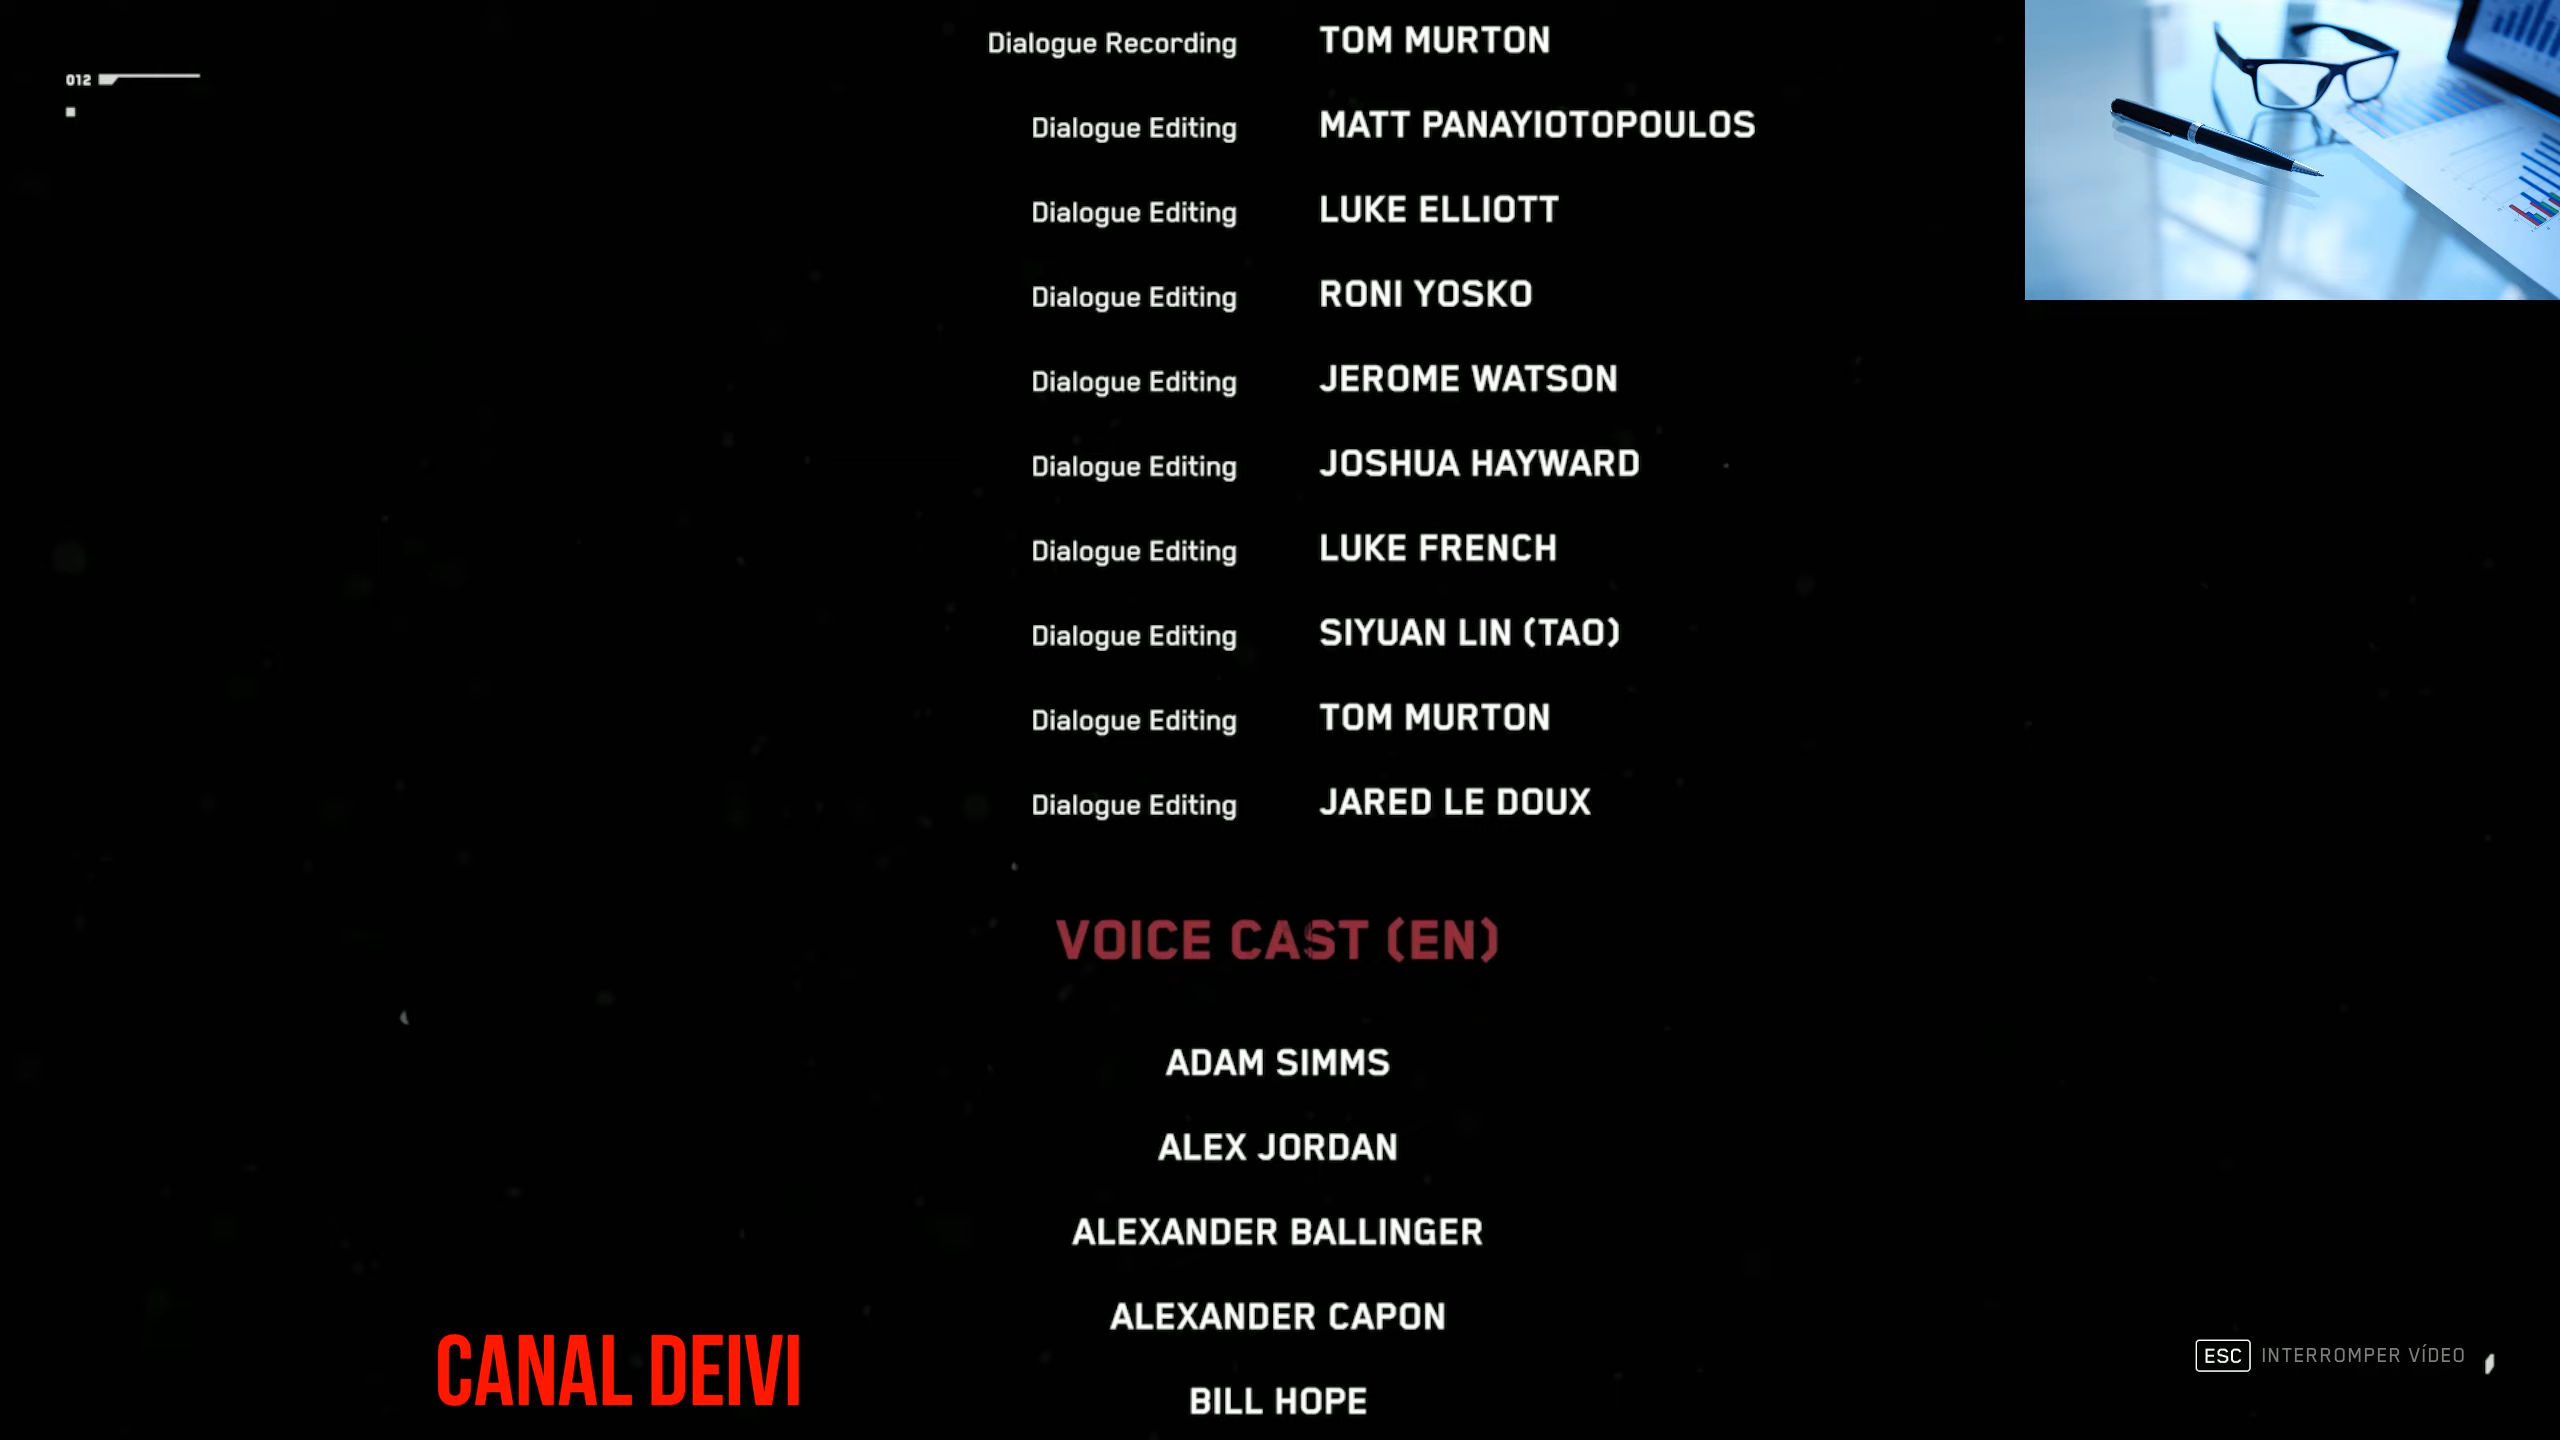 012
Dialogue Recording TOM MURTON
Dialogue Editing MATT PANAYIOTOPOULOS
Dialogue Editing LUKE ELLIOTT
Dialogue Editing RONI YOSKO
Dialogue Editing JEROME WATSON
Dialogue Editing JOSHUA HAYWARD
Dialogue Editing LUKE FRENCH
Dialogue Editing SIYUAN LIN (TAO)
Dialogue Editing TOM MURTON
Dialogue Editing JARED LE DOUX
VOICE CAST (EN)
ADAM SIMMS
ALEX JORDAN
ALEXANDER BALLINGER
ALEXANDER CAPON
BILL HOPE
CANAL DEIVI
ESC INTERROMPER VÍDEO